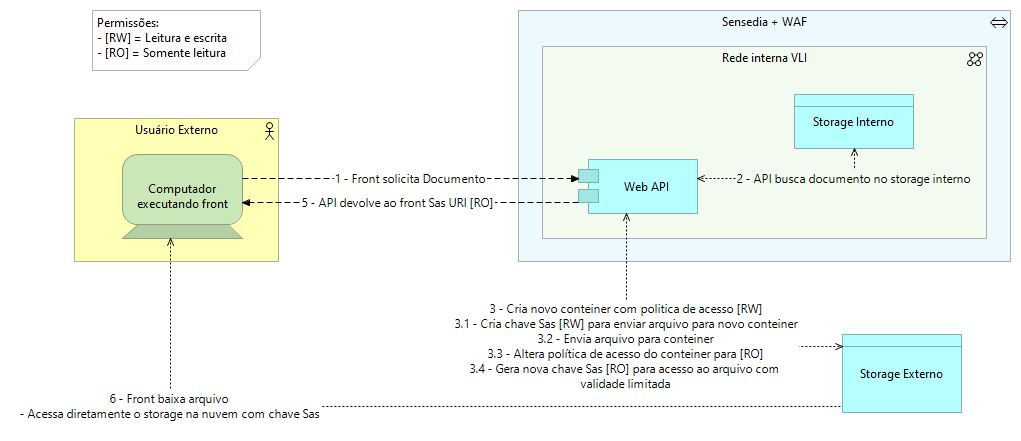 Permissões:
- [RW] = Leitura e escrita
- [RO] = Somente leitura
Sensedia + WAF
Rede interna VLI
Storage Interno
Usuário Externo
Computador
executando front
1 - Front solicita Documento
Web API
2 - API busca documento no storage interno
5 - API devolve ao front Sas URI [RO]
3 - Cria novo conteiner com politica de acesso [RW]
3.1 - Cria chave Sas [RW] para enviar arquivo para novo conteiner
3.2 - Envia arquivo para conteiner
3.3 - Altera política de acesso do conteiner para [RO]
3.4 - Gera nova chave Sas [RO] para acesso ao arquivo com
validade limitada
Storage Externo
6 - Front baixa arquivo
- Acessa diretamente o storage na nuvem com chave Sas